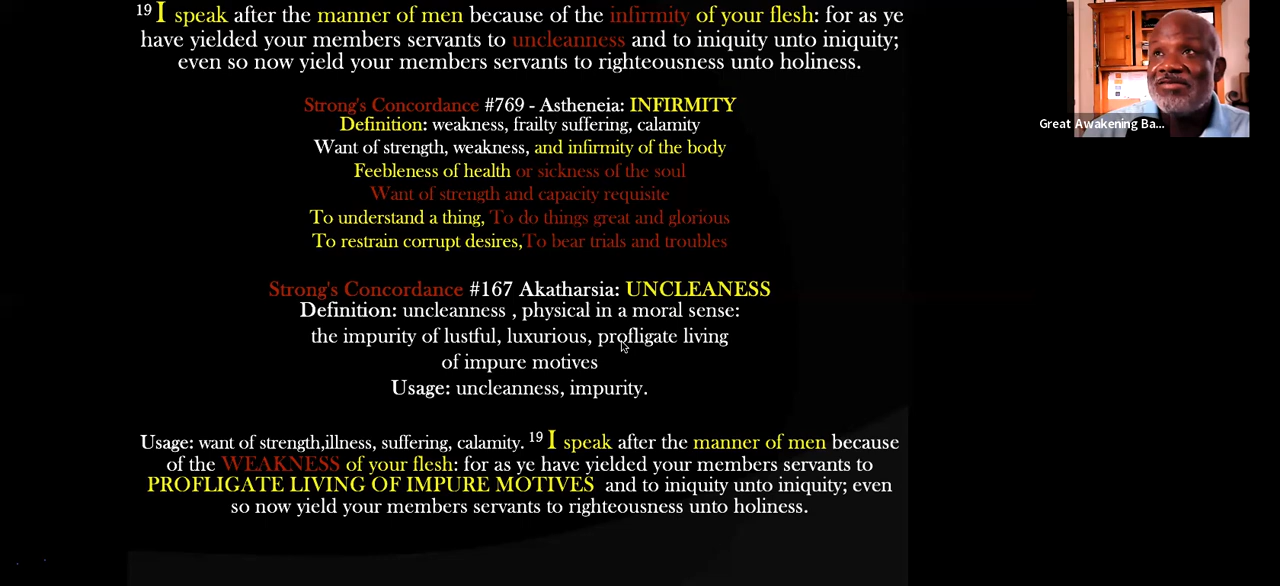 19 I speak after the manner of men because of the infirmity of your flesh: for as ye
have yielded your members servants to uncleanness and to iniquity unto iniquity;
even so now yield your members servants to righteousness unto holiness.
Strong's Concordance #769 - Astheneia: INFIRMITY
Definition: weakness, frailty suffering, calamity
Want of strength, weakness, and infirmity of the body
Feebleness of health or sickness of the soul
Want of strength and capacity requisite
To understand a thing, To do things great and glorious
To restrain corrupt desires,To bear trials and troubles
Strong's Concordance #167 Akatharsia: UNCLEANESS
Definition: uncleanness , physical in a moral sense:
the impurity of lustful, luxurious, profligate living
of impure motives
Usage: uncleanness, impurity.
Usage: want of strength,illness, suffering, calamity. 19 I speak after the manner of men because
of the WEAKNESS of your flesh: for as ye have yielded your members servants to
PROFLIGATE LIVING OF IMPURE MOTIVES and to iniquity unto iniquity; even
so now yield your members servants to righteousness unto holiness.
Great Awakening Ba...